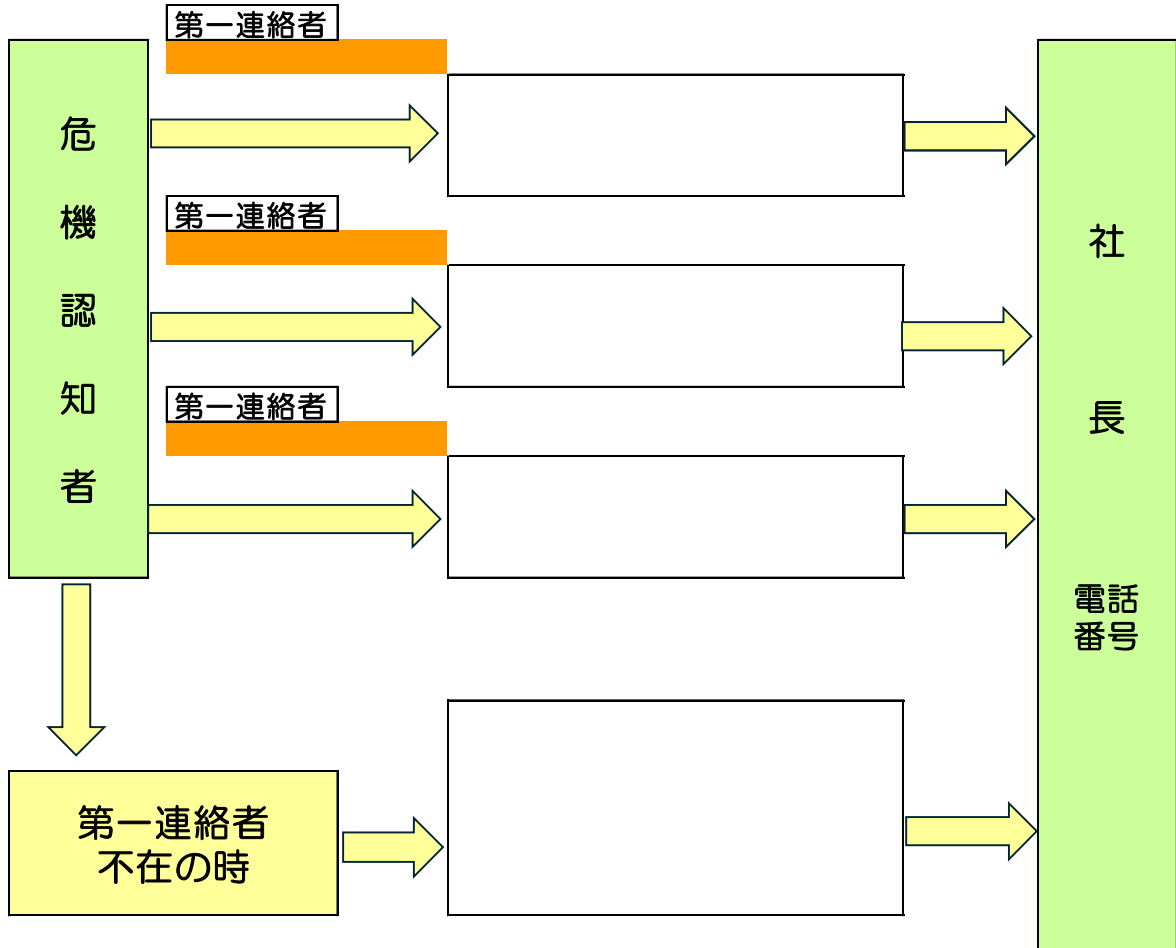 第一連絡者
危機認知者
第一連絡者
第一連絡者
社長
電話
番号
第一連絡者
不在の時